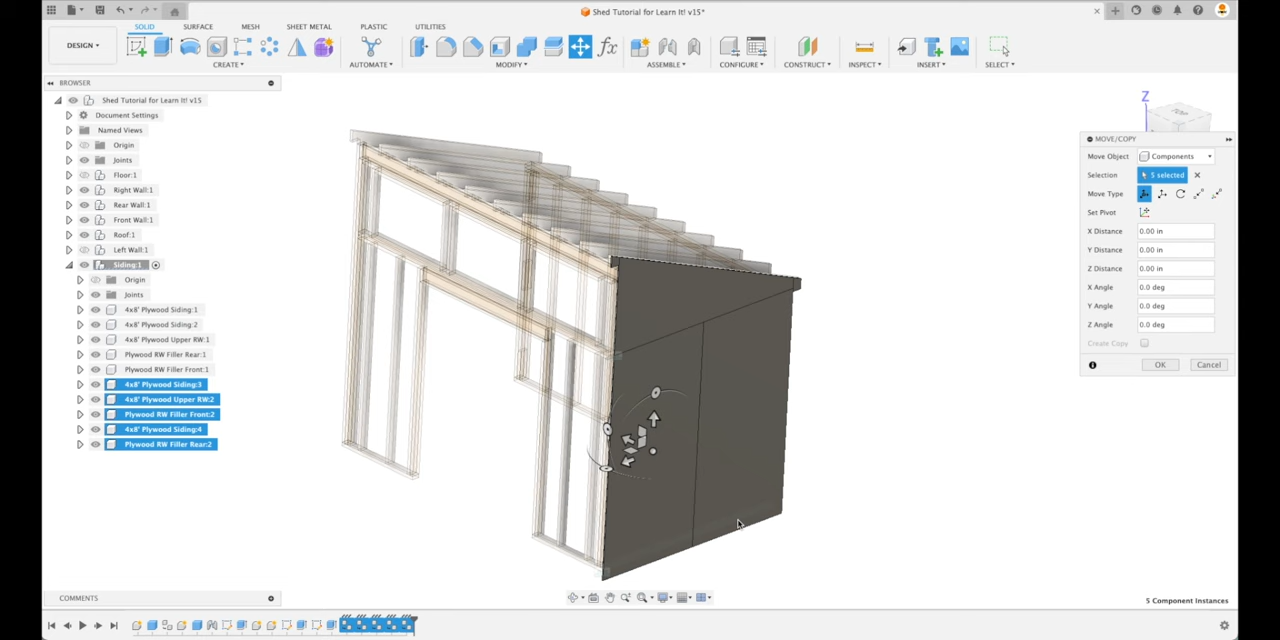 Shed Tutorial for Learn It! v15*
SOLID SURFACE MESH SHEET METAL PLASTIC UTILITIES
DESIGN
CREATE AUTOMATE MODIFY ASSEMBLE CONFIGURE CONSTRUCT INSPECT INSERT SELECT
BROWSER
Shed Tutorial for Learn It! v15
Document Settings
Named Views
Origin
Joints
Floor:1
Right Wall:1
Rear Wall:1
Front Wall:1
Roof:1
Left Wall:1
Siding:1
Origin
Joints
4x8' Plywood Siding:1
4x8' Plywood Siding:2
4x8' Plywood Upper RW:1
Plywood RW Filler Rear:1
Plywood RW Filler Front:1
4x8' Plywood Siding:3
4x8' Plywood Upper RW:2
Plywood RW Filler Front:2
4x8' Plywood Siding:4
Plywood RW Filler Rear:2
Z
TOP
MOVE/COPY
Move Object Components
Selection 5 selected
Move Type
Set Pivot
X Distance 0.00 in
Y Distance 0.00 in
Z Distance 0.00 in
X Angle 0.0 deg
Y Angle 0.0 deg
Z Angle 0.0 deg
Create Copy
OK Cancel
COMMENTS
5 Component Instances